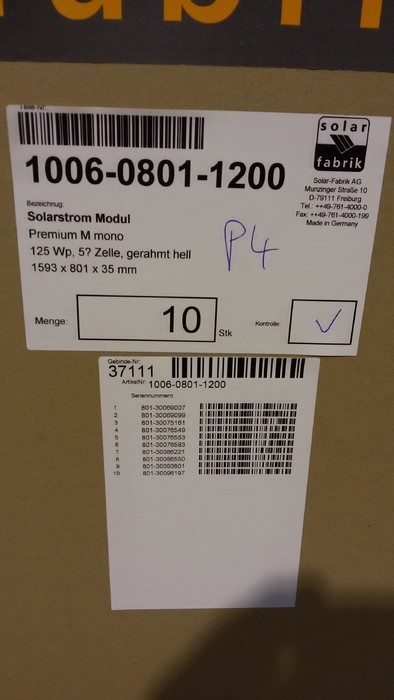 Teile-Nr.
solar
fabrik
1006-0801-1200
Solar-Fabrik AG
Munzinger Straße 10
D-79111 Freiburg
Tel.: ++49-761-4000-0
Fax: ++49-761-4000-199
Made in Germany
Bezeichnug:
Solarstrom Modul
Premium M mono
125 Wp, 5? Zelle, gerahmt hell
1593 x 801 x 35 mm
P4
Menge:
10
Stk
Kontrolle:
Gebinde-Nr:
37111
ArtikelNr: 1006-0801-1200
Seriennummern
1 801-30069007
2 801-30069099
3 801-30075161
4 801-30076549
5 801-30076553
6 801-30076583
7 801-30086221
8 801-30086550
9 801-30093601
10 801-30096197